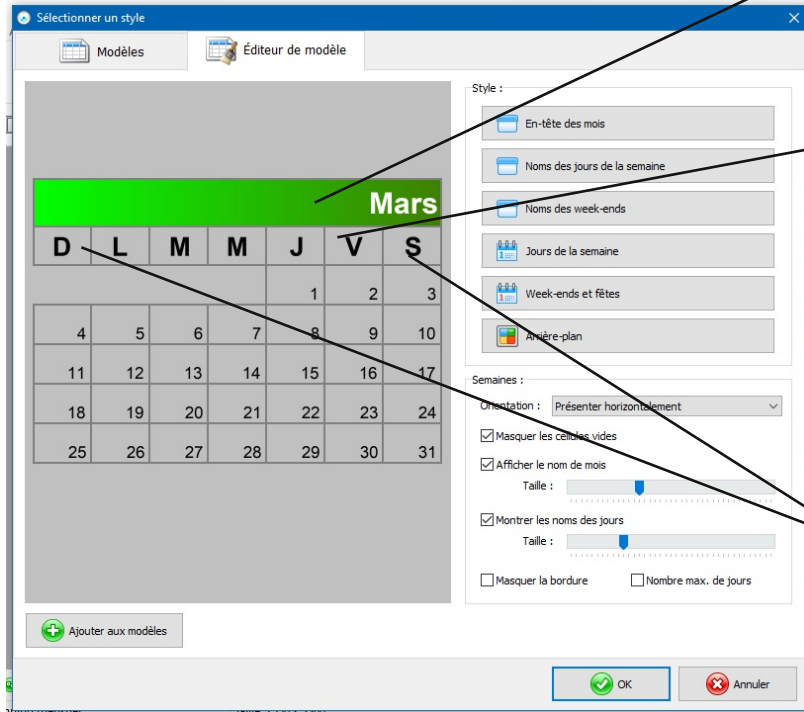 Sélectionner un style
Modèles
Éditeur de modèle
Mars
D L M M J V S
1 2 3
4 5 6 7 8 9 10
11 12 13 14 15 16 17
18 19 20 21 22 23 24
25 26 27 28 29 30 31
Ajouter aux modèles
Style :
En-tête des mois
Noms des jours de la semaine
Noms des week-ends
Jours de la semaine
Week-ends et fêtes
Arrière-plan
Semaines :
Orientation : Présenter horizontalement
Masquer les cellules vides
Afficher le nom de mois
Taille :
Montrer les noms des jours
Taille :
Masquer la bordure Nombre max. de jours
OK Annuler